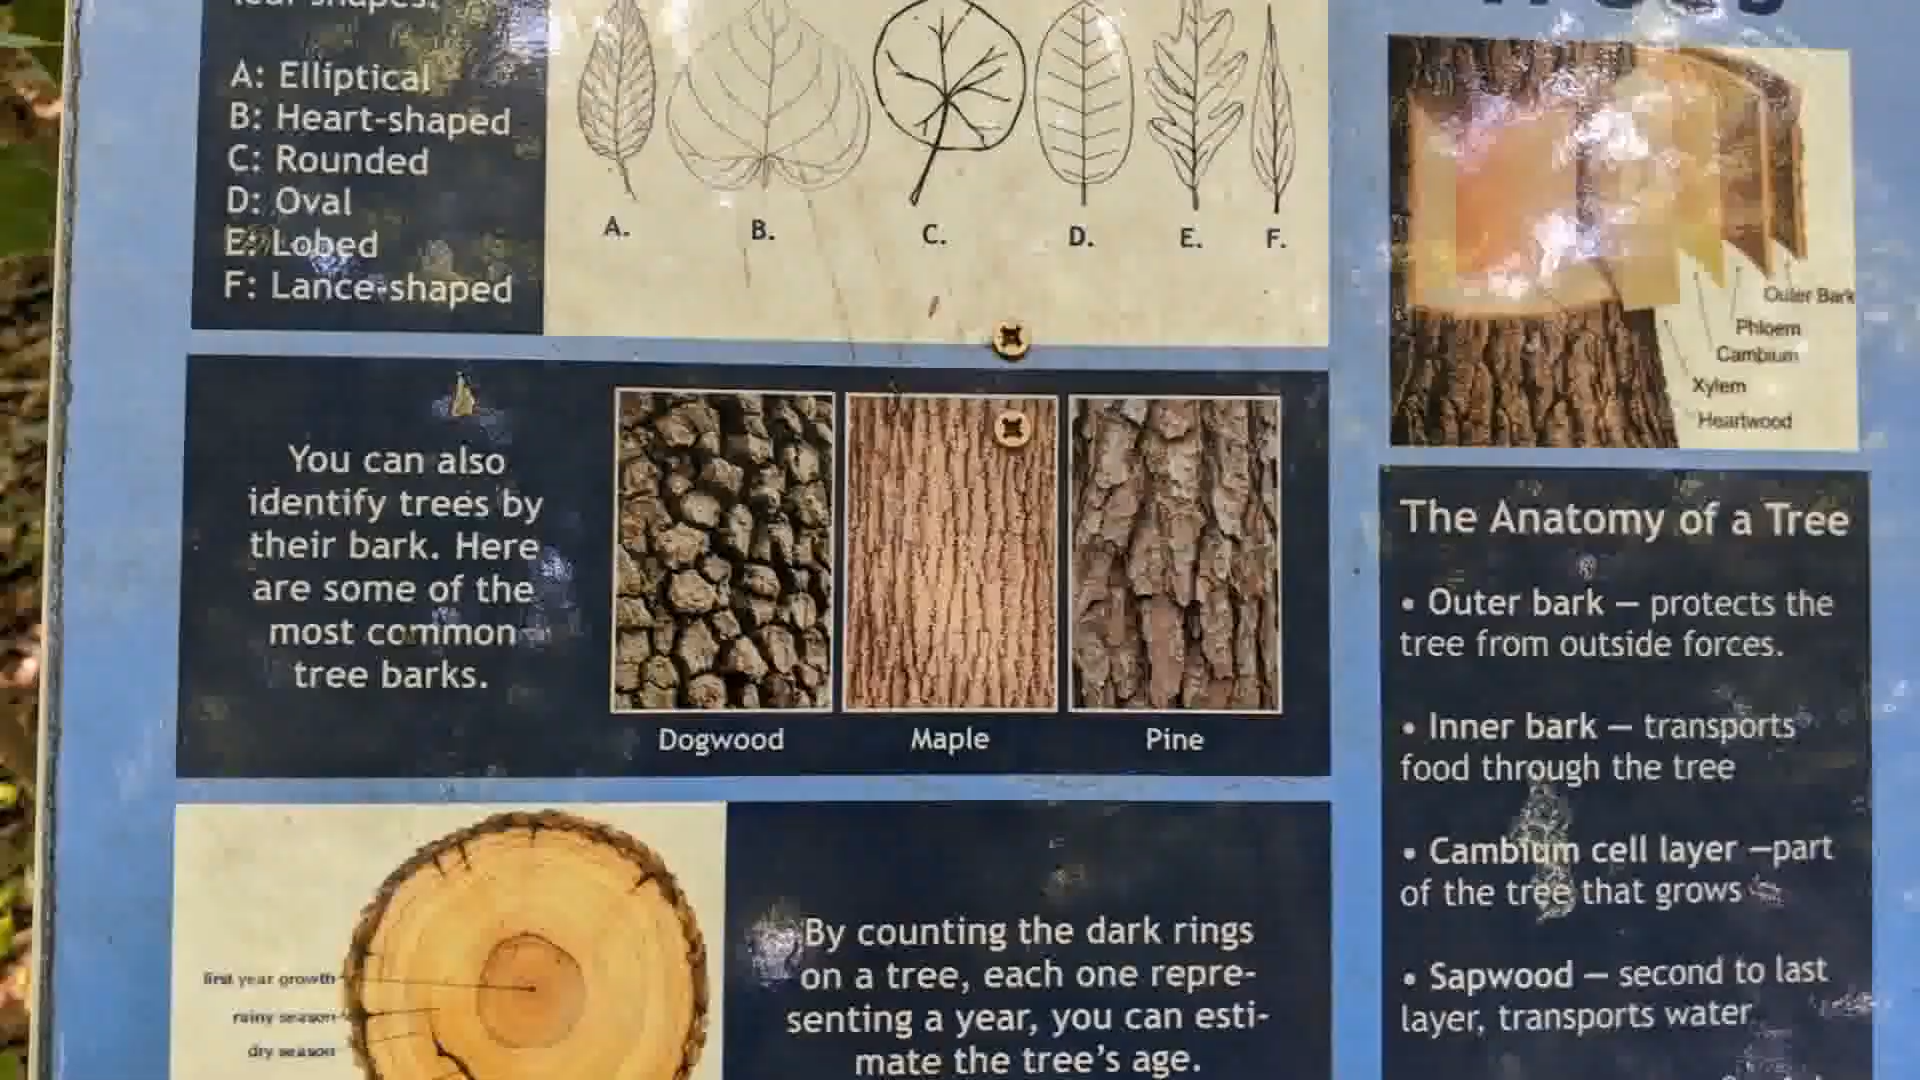 leaf shapes:
A: Elliptical
B: Heart-shaped
C: Rounded
D: Oval
E: Lobed
F: Lance-shaped
A.
B.
C.
D.
E.
F.
Outer Bark
Phloem
Cambium
Xylem
Heartwood
You can also
identify trees by
their bark. Here
are some of the
most common
tree barks.
Dogwood
Maple
Pine
The Anatomy of a Tree
• Outer bark — protects the
tree from outside forces.
• Inner bark — transports
food through the tree
• Cambium cell layer —part
of the tree that grows
• Sapwood — second to last
layer, transports water
first year growth
rainy season
dry season
By counting the dark rings
on a tree, each one repre-
senting a year, you can esti-
mate the tree's age.